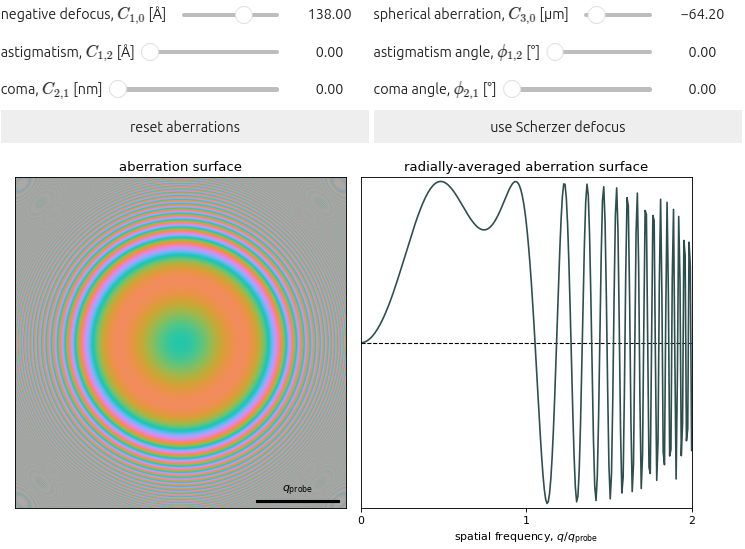 negative defocus, C1,0 [Å] 138.00 spherical aberration, C3,0 [μm] −64.20
astigmatism, C1,2 [Å] 0.00 astigmatism angle, ϕ1,2 [°] 0.00
coma, C2,1 [nm] 0.00 coma angle, ϕ2,1 [°] 0.00
reset aberrations use Scherzer defocus
aberration surface radially-averaged aberration surface
qprobe
0 1 2
spatial frequency, q/qprobe